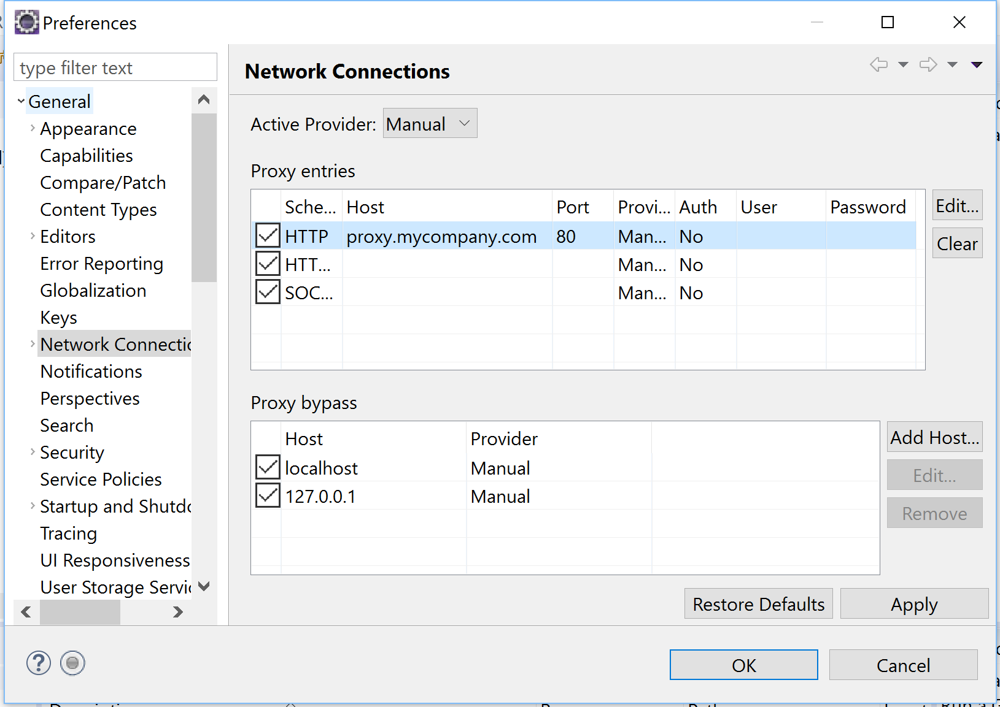 Preferences
type filter text
General
Appearance
Capabilities
Compare/Patch
Content Types
Editors
Error Reporting
Globalization
Keys
Network Connectio
Notifications
Perspectives
Search
Security
Service Policies
Startup and Shutdo
Tracing
UI Responsiveness
User Storage Servic
Network Connections
Active Provider: Manual
Proxy entries
Sche... Host Port Provi... Auth User Password
HTTP proxy.mycompany.com 80 Man... No
HTT... Man... No
SOC... Man... No
Edit...
Clear
Proxy bypass
Host Provider
localhost Manual
127.0.0.1 Manual
Add Host...
Edit...
Remove
Restore Defaults Apply
? OK Cancel